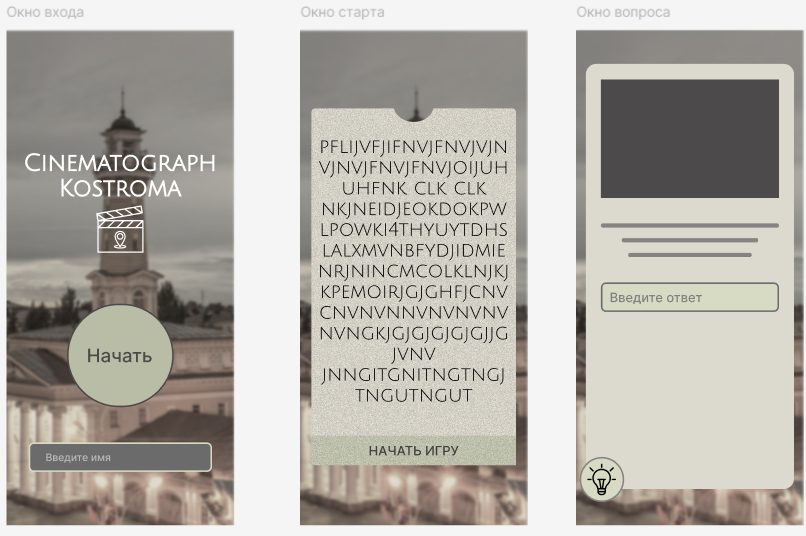 Окно входа
Cinematograph
Kostroma
Начать
Введите имя
Окно старта
PFLIJVFJIFNVJFNVJVJN
VJNVJFNVJFNVJOIJUH
UHFNK CLK CLK
NKJNEIDJEOKDOKPW
LPOWKI4THYUYTDHS
LALXMVNBFYDJIDMIE
NRJNINCMCOLKLNJKJ
KPEMOIRJGJGHFJCNV
CNVNVNNVNVNVNV
NVNGKJGJGJGJGJGJJG
JVNV
JNNGITGNITNGTNGJ
TNGUTNGUT
НАЧАТЬ ИГРУ
Окно вопроса
Введите ответ